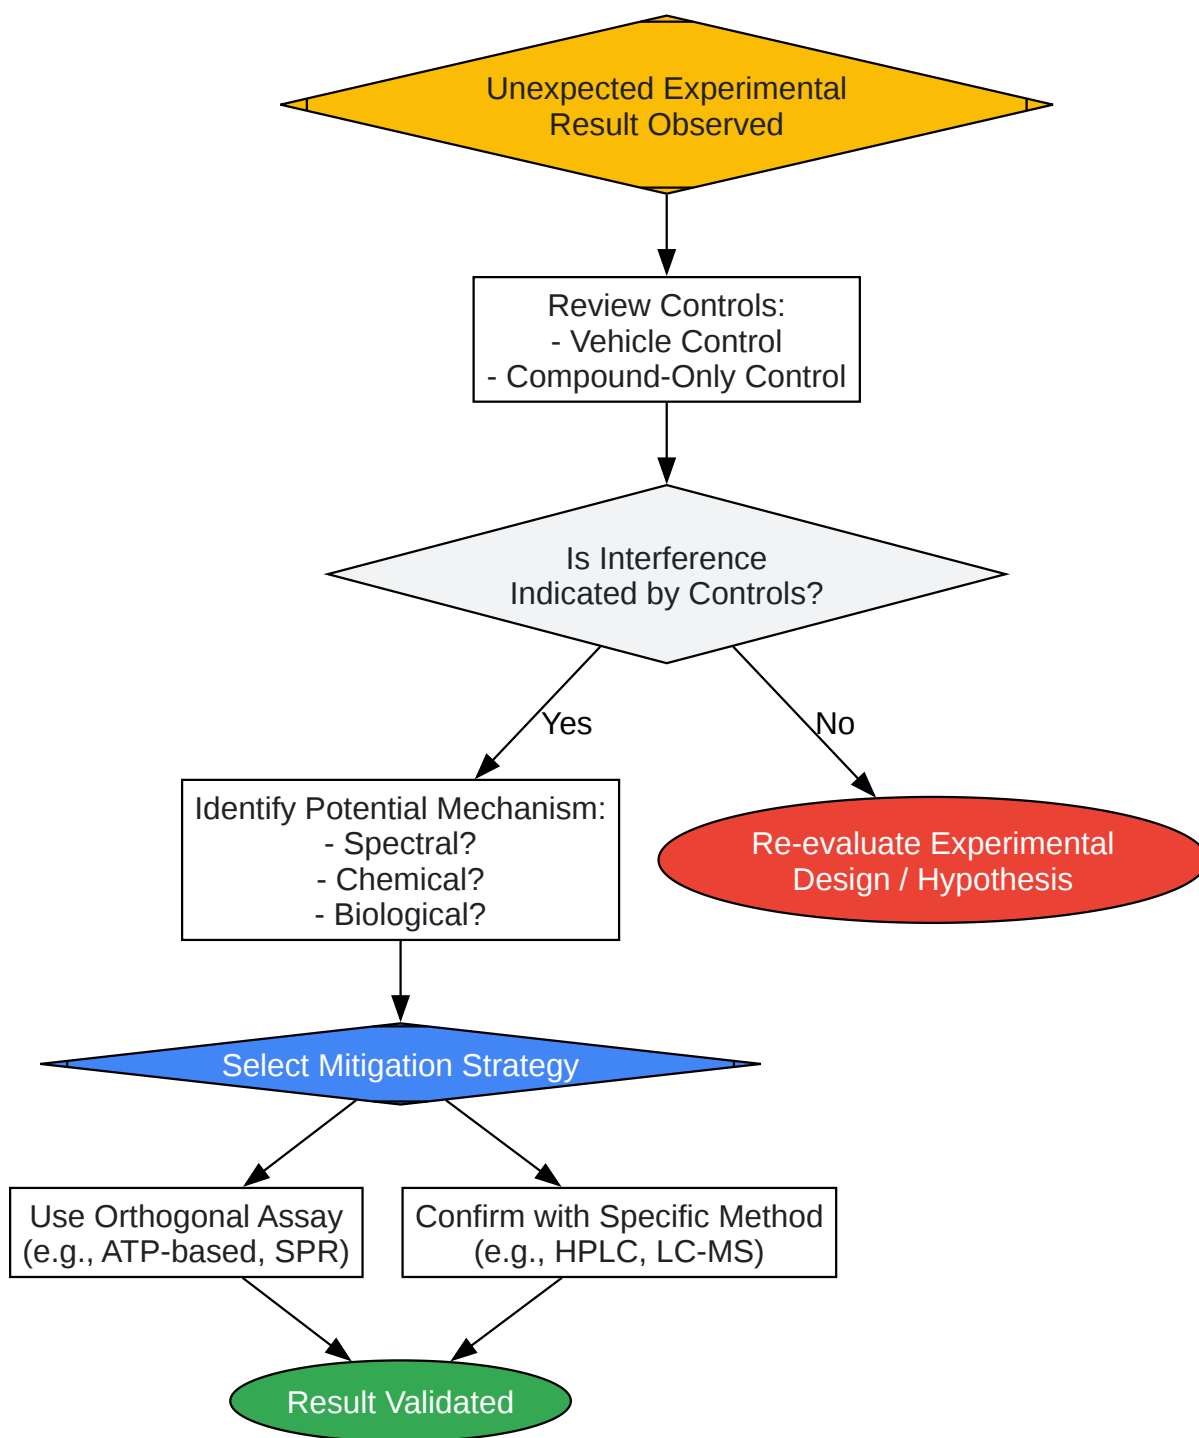 Unexpected Experimental
Result Observed
Review Controls:
- Vehicle Control
- Compound-Only Control
Is Interference
Indicated by Controls?
Yes
No
Identify Potential Mechanism:
- Spectral?
- Chemical?
- Biological?
Re-evaluate Experimental
Design / Hypothesis
Select Mitigation Strategy
Use Orthogonal Assay
(e.g., ATP-based, SPR)
Confirm with Specific Method
(e.g., HPLC, LC-MS)
Result Validated